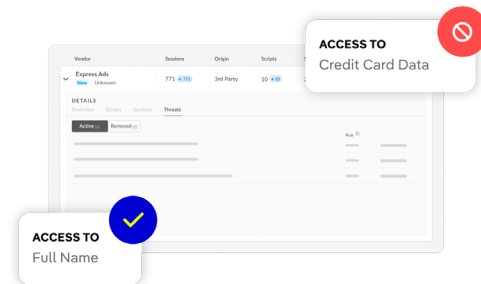 ACCESS TO
Credit Card Data
Vendor Sessions Origin Scripts
Express Ads
New Unknown 771 + 771 3rd Party 10
DETAILS
Overview Scripts Sessions Threats
Active Removed
Risk
ACCESS TO
Full Name